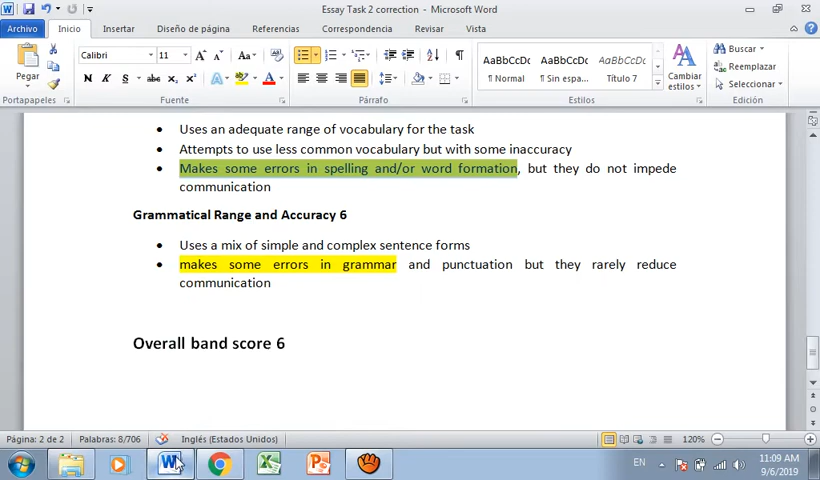 Essay Task 2 correction - Microsoft Word
Archivo Inicio Insertar Diseño de página Referencias Correspondencia Revisar Vista
Pegar
Calibri 11
AaBbCcDc AaBbCcDc AaBbCcDc
¶ Normal ¶ Sin espa... Título 7
Cambiar estilos
Buscar
Reemplazar
Seleccionar
Portapapeles Fuente Párrafo Estilos Edición
• Uses an adequate range of vocabulary for the task
• Attempts to use less common vocabulary but with some inaccuracy
• Makes some errors in spelling and/or word formation, but they do not impede
communication
Grammatical Range and Accuracy 6
• Uses a mix of simple and complex sentence forms
• makes some errors in grammar and punctuation but they rarely reduce
communication
Overall band score 6
Página: 2 de 2 Palabras: 8/706 Inglés (Estados Unidos) 120%
EN 11:09 AM
9/6/2019